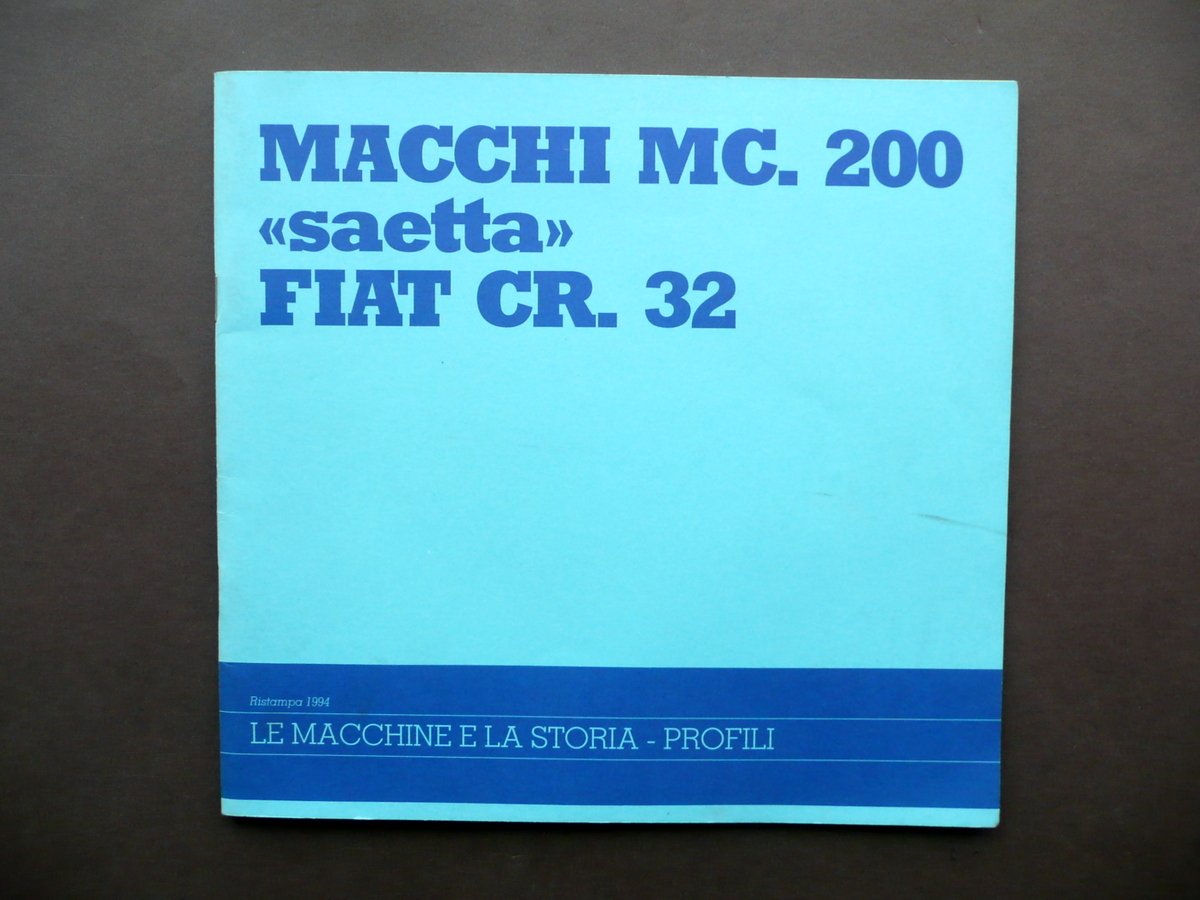 MACCHI MC. 200
«saetta»
FIAT CR. 32
Ristampa 1994
LE MACCHINE E LA STORIA - PROFILI